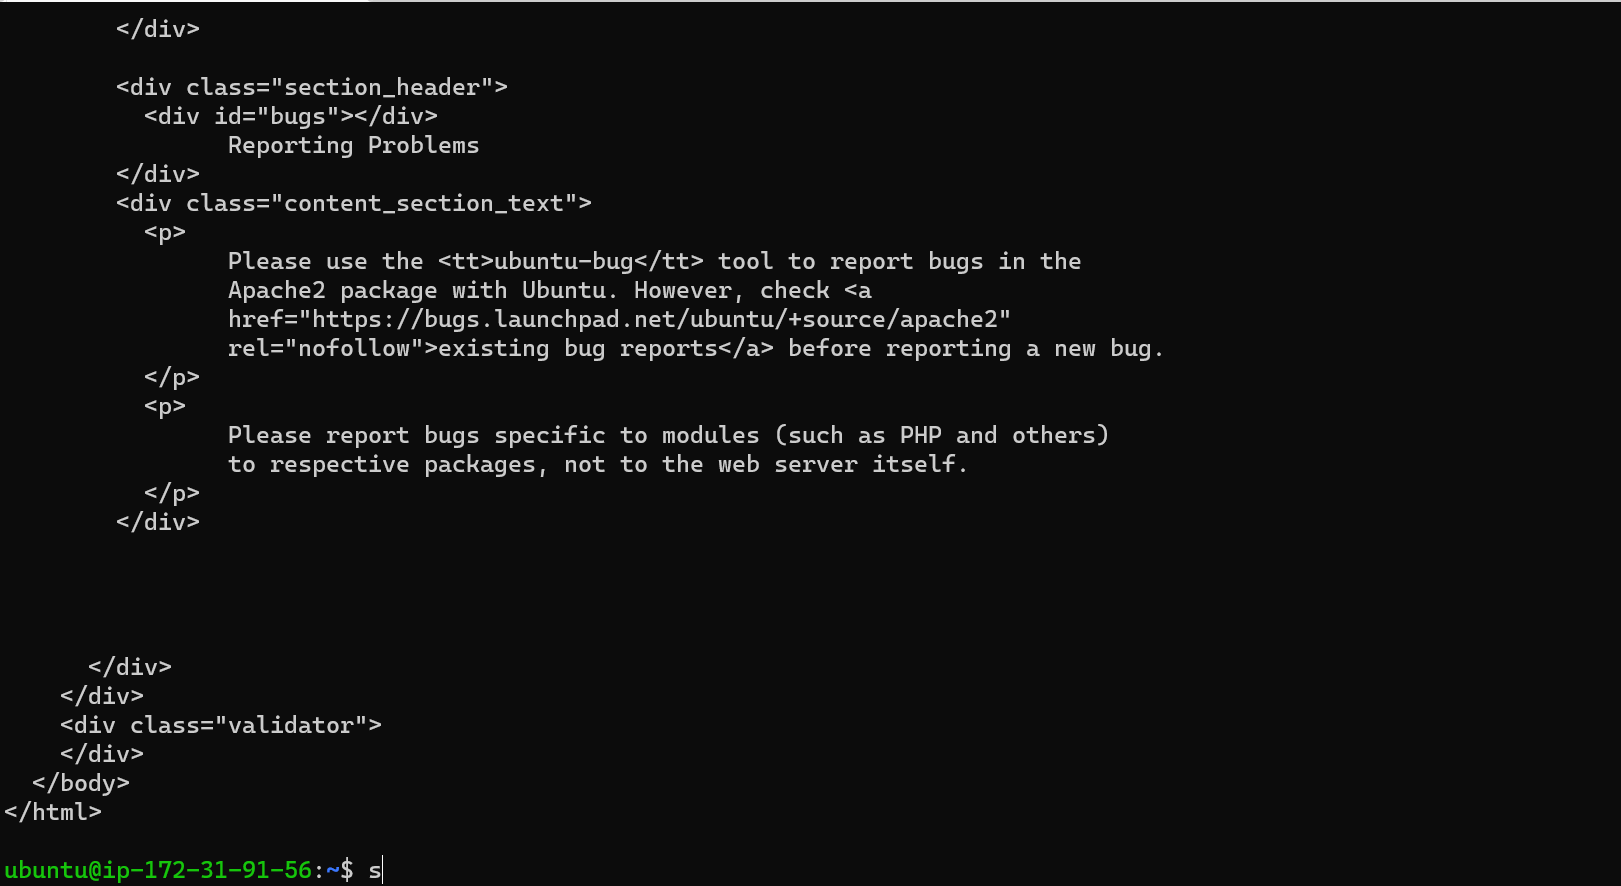 </div>
<div class="section_header">
<div id="bugs"></div>
Reporting Problems
</div>
<div class="content_section_text">
<p>
Please use the <tt>ubuntu-bug</tt> tool to report bugs in the
Apache2 package with Ubuntu. However, check <a
href="https://bugs.launchpad.net/ubuntu/+source/apache2"
rel="nofollow">existing bug reports</a> before reporting a new bug.
</p>
<p>
Please report bugs specific to modules (such as PHP and others)
to respective packages, not to the web server itself.
</p>
</div>
</div>
</div>
<div class="validator">
</div>
</body>
</html>
ubuntu@ip-172-31-91-56:~$ s